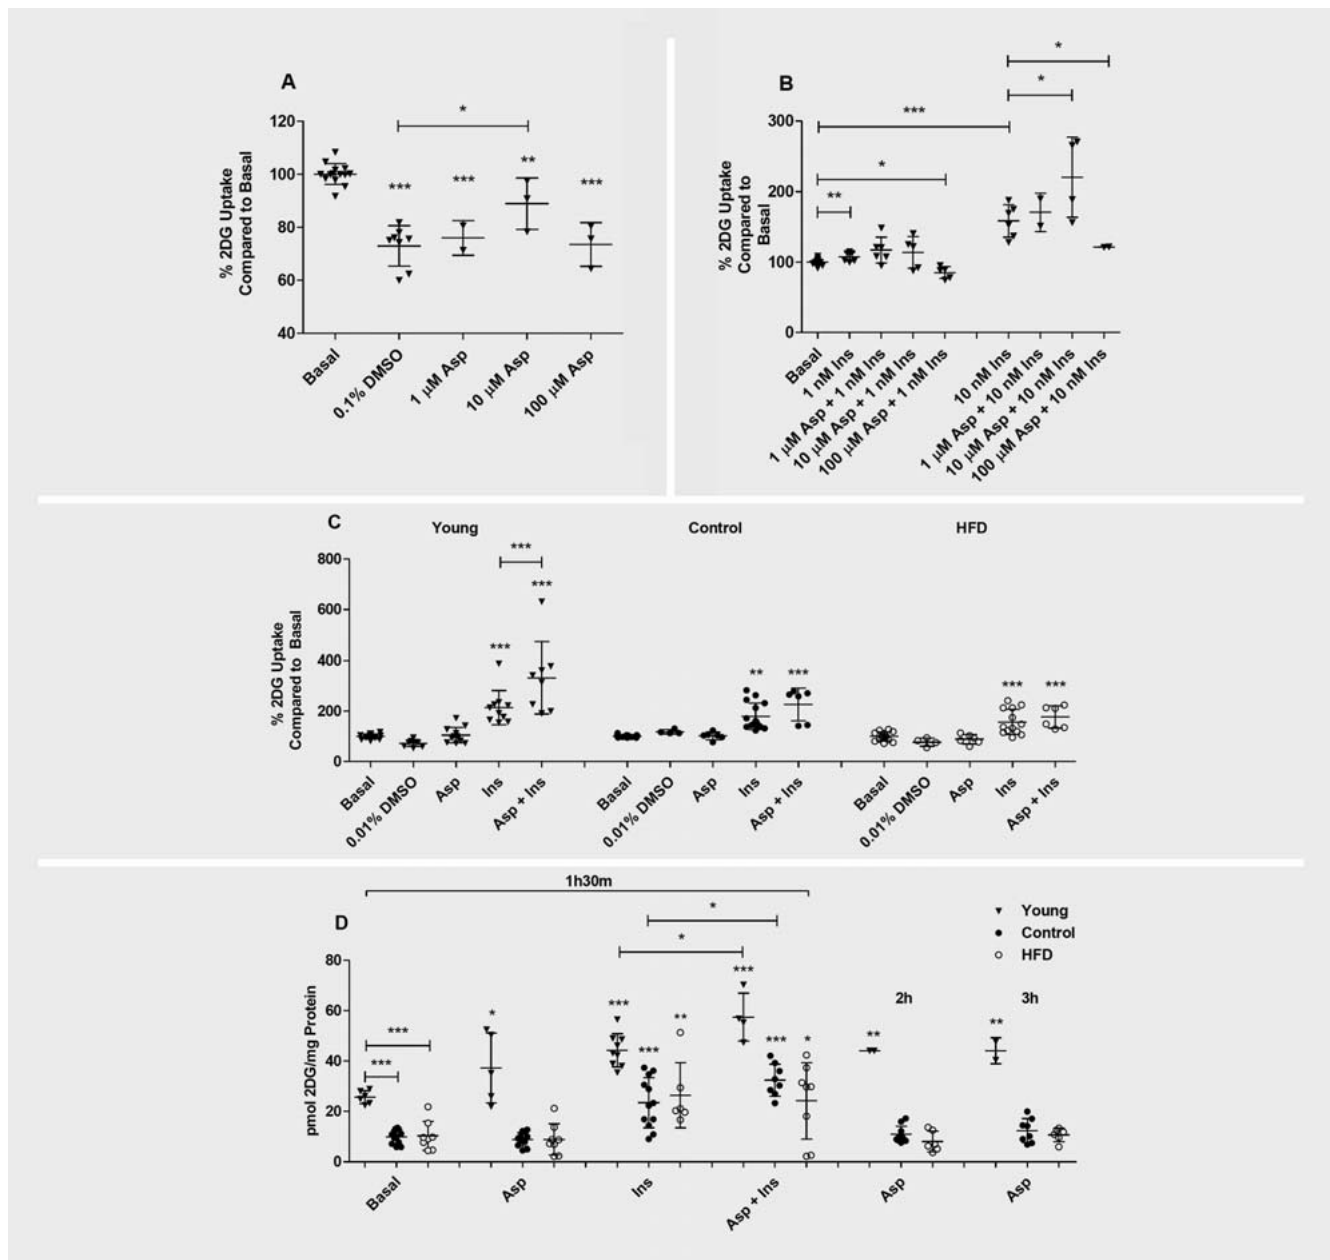 A
*
120
100
80
60
40
% 2DG Uptake
Compared to Basal
***
***
**
***
Basal
0.1% DMSO
1 µM Asp
10 µM Asp
100 µM Asp
B
*
*
***
*
**
300
200
100
0
% 2DG Uptake
Compared to
Basal
Basal
1 nM Ins
1 µM Asp + 1 nM Ins
10 µM Asp + 1 nM Ins
100 µM Asp + 1 nM Ins
10 nM Ins
1 µM Asp + 10 nM Ins
10 µM Asp + 10 nM Ins
100 µM Asp + 10 nM Ins
C
Young
Control
HFD
800
600
400
200
0
% 2DG Uptake
Compared to Basal
***
***
***
**
***
***
***
Basal
0.01% DMSO
Asp
Ins
Asp + Ins
Basal
0.01% DMSO
Asp
Ins
Asp + Ins
Basal
0.01% DMSO
Asp
Ins
Asp + Ins
1h30m
D
Young
Control
HFD
80
60
40
20
0
pmol 2DG/mg Protein
*
*
***
***
*
***
***
**
***
***
*
2h
**
3h
**
Basal
Asp
Ins
Asp + Ins
Asp
Asp